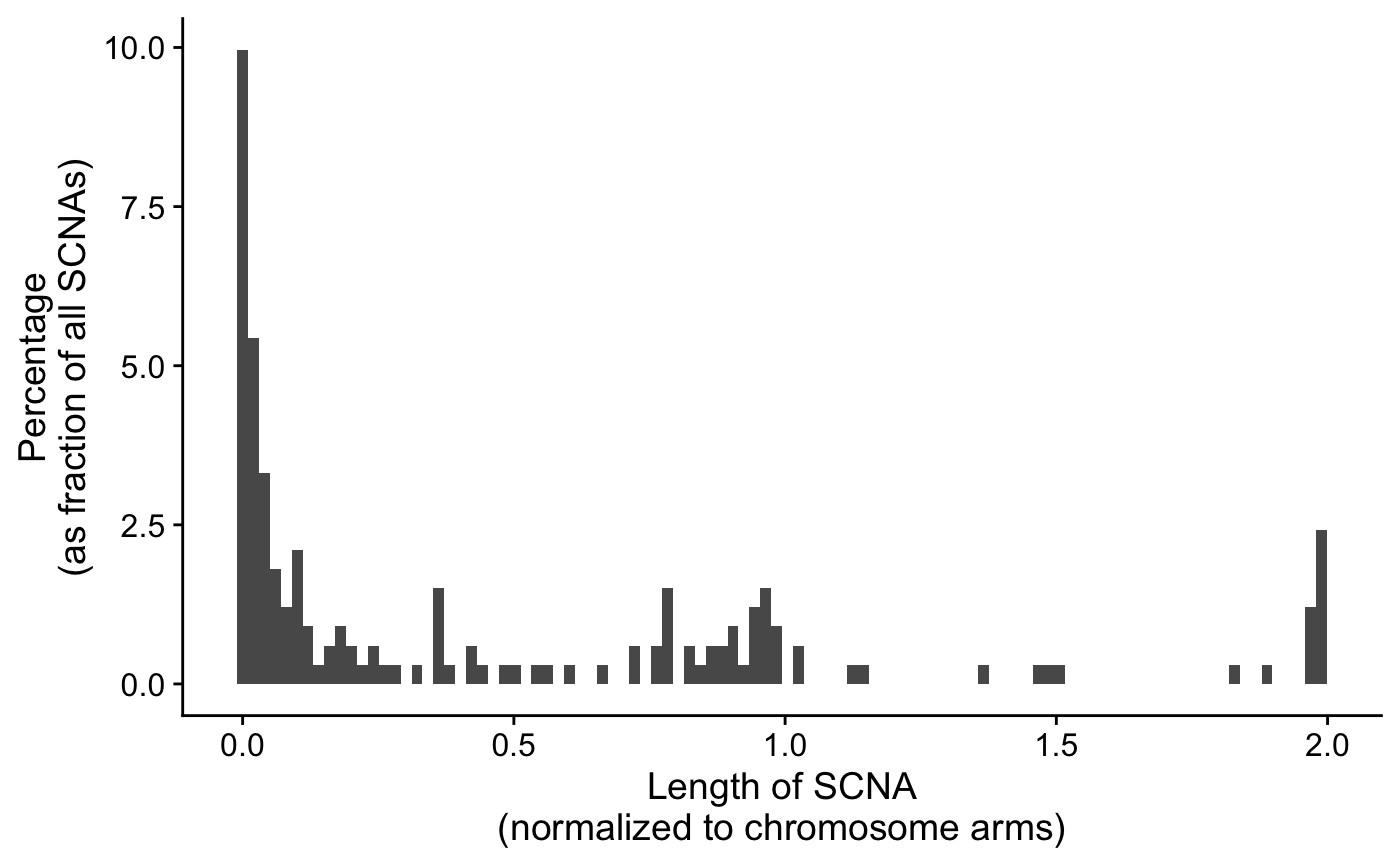 10.0
7.5
5.0
2.5
0.0
Percentage
(as fraction of all SCNAs)
0.0 0.5 1.0 1.5 2.0
Length of SCNA
(normalized to chromosome arms)